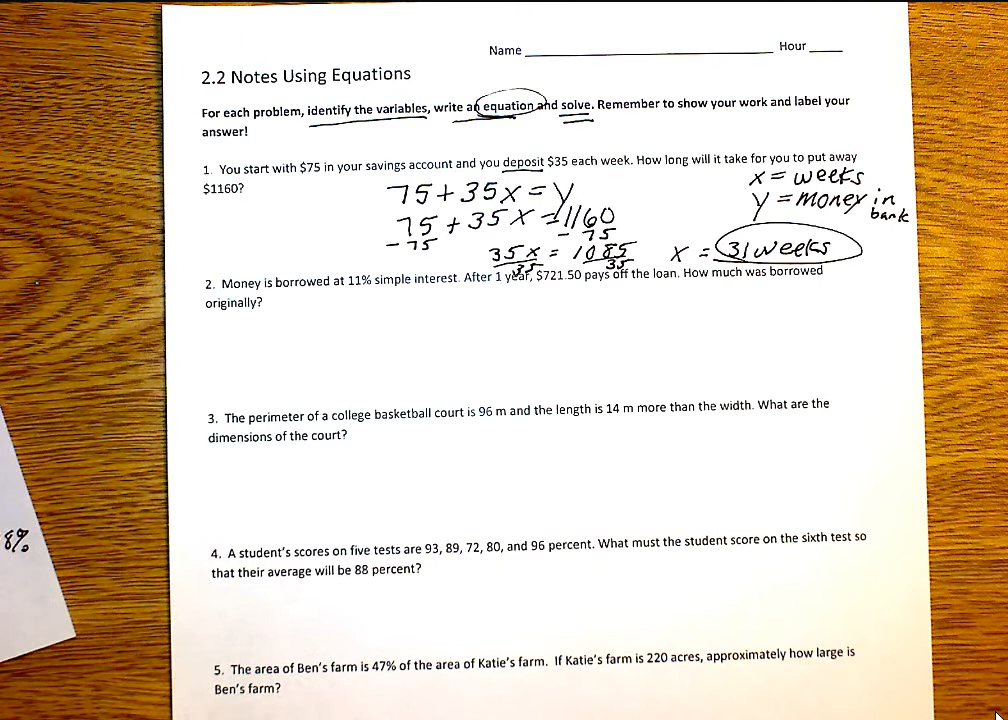 Name ____ Hour ____
2.2 Notes Using Equations
For each problem, identify the variables, write an equation and solve. Remember to show your work and label your
answer!
1. You start with $75 in your savings account and you deposit $35 each week. How long will it take for you to put away
$1160?
x = weeks
75 + 35x = y
y = money in bank
75 + 35x = 1160
-75 - 75
35x = 1085
35 35
x = 31 weeks
2. Money is borrowed at 11% simple interest. After 1 year, $721.50 pays off the loan. How much was borrowed
originally?
3. The perimeter of a college basketball court is 96 m and the length is 14 m more than the width. What are the
dimensions of the court?
8%
4. A student's scores on five tests are 93, 89, 72, 80, and 96 percent. What must the student score on the sixth test so
that their average will be 88 percent?
5. The area of Ben's farm is 47% of the area of Katie's farm. If Katie's farm is 220 acres, approximately how large is
Ben's farm?